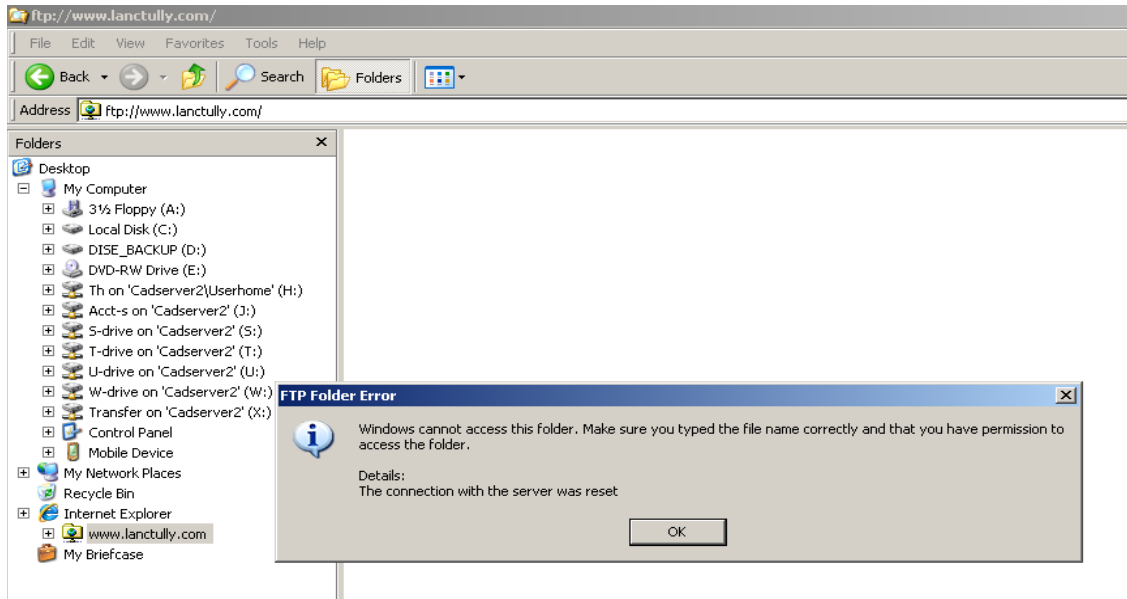 ftp://www.lanctully.com/
File Edit View Favorites Tools Help
Back Search Folders
Address ftp://www.lanctully.com/
Folders
Desktop
My Computer
3½ Floppy (A:)
Local Disk (C:)
DISE_BACKUP (D:)
DVD-RW Drive (E:)
Th on 'Cadserver2\Userhome' (H:)
Acct-s on 'Cadserver2' (J:)
S-drive on 'Cadserver2' (S:)
T-drive on 'Cadserver2' (T:)
U-drive on 'Cadserver2' (U:)
W-drive on 'Cadserver2' (W:)
Transfer on 'Cadserver2' (X:)
Control Panel
Mobile Device
My Network Places
Recycle Bin
Internet Explorer
www.lanctully.com
My Briefcase
FTP Folder Error
Windows cannot access this folder. Make sure you typed the file name correctly and that you have permission to
access the folder.
Details:
The connection with the server was reset
OK